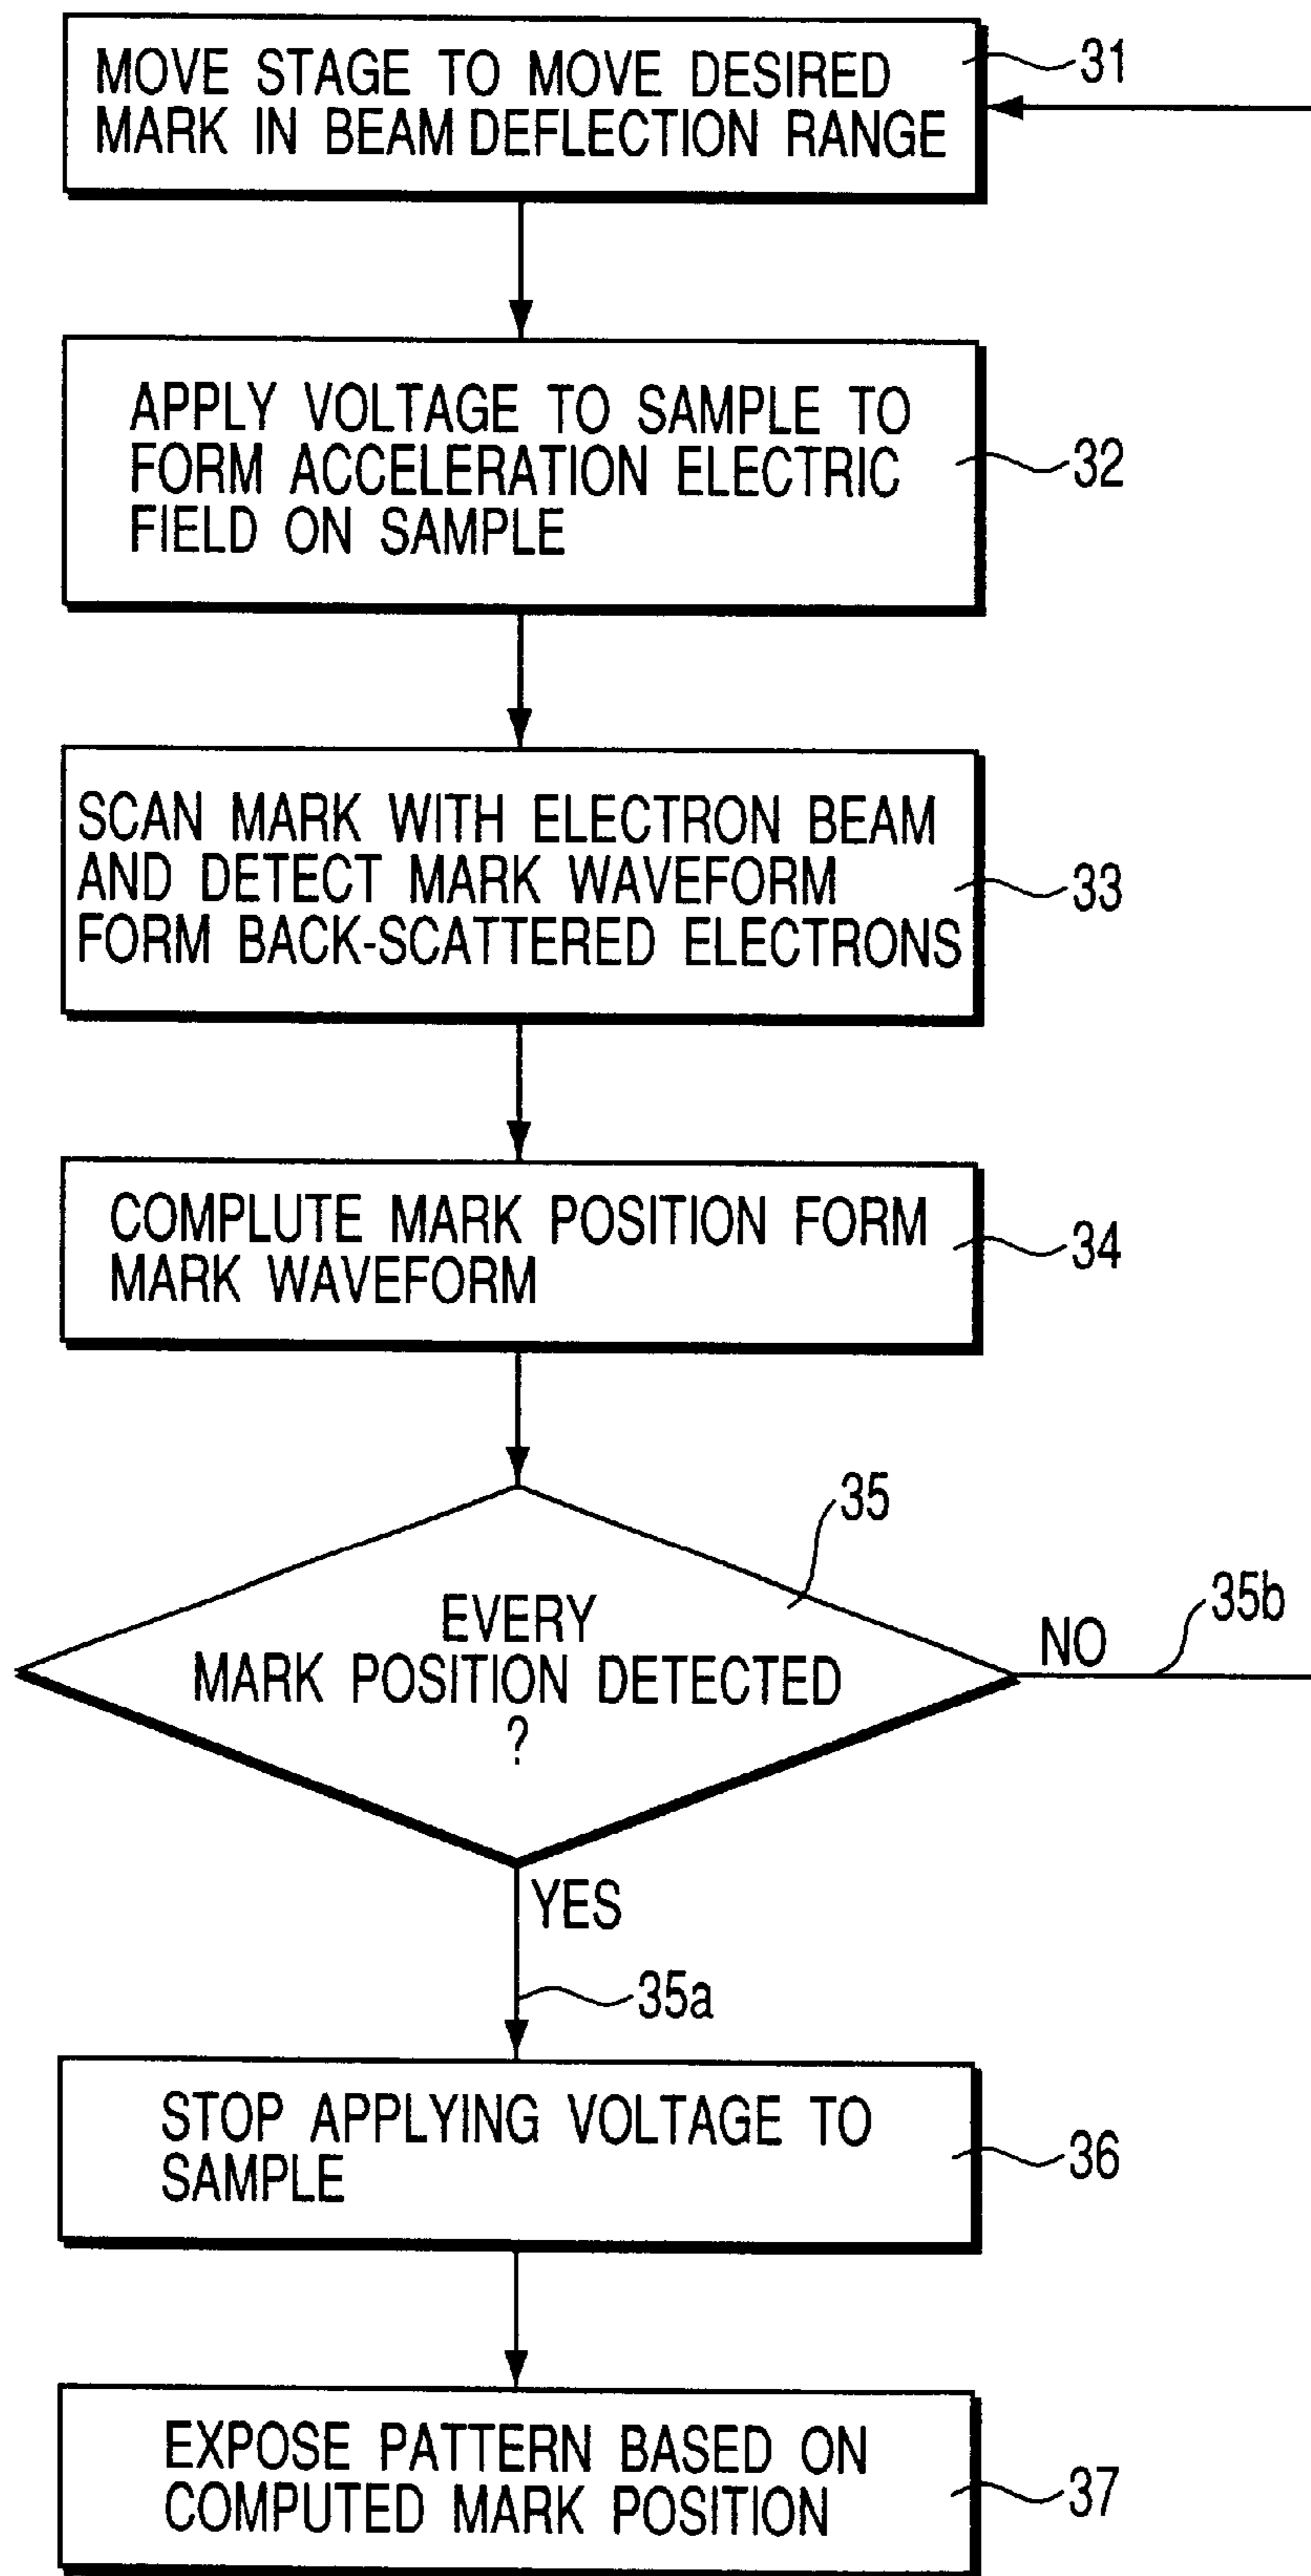 MOVE STAGE TO MOVE DESIRED
MARK IN BEAM DEFLECTION RANGE
31
APPLY VOLTAGE TO SAMPLE TO
FORM ACCELERATION ELECTRIC
FIELD ON SAMPLE
32
SCAN MARK WITH ELECTRON BEAM
AND DETECT MARK WAVEFORM
FORM BACK-SCATTERED ELECTRONS
33
COMPLUTE MARK POSITION FORM
MARK WAVEFORM
34
35
EVERY
MARK POSITION DETECTED
?
NO
35b
YES
35a
STOP APPLYING VOLTAGE TO
SAMPLE
36
EXPOSE PATTERN BASED ON
COMPUTED MARK POSITION
37